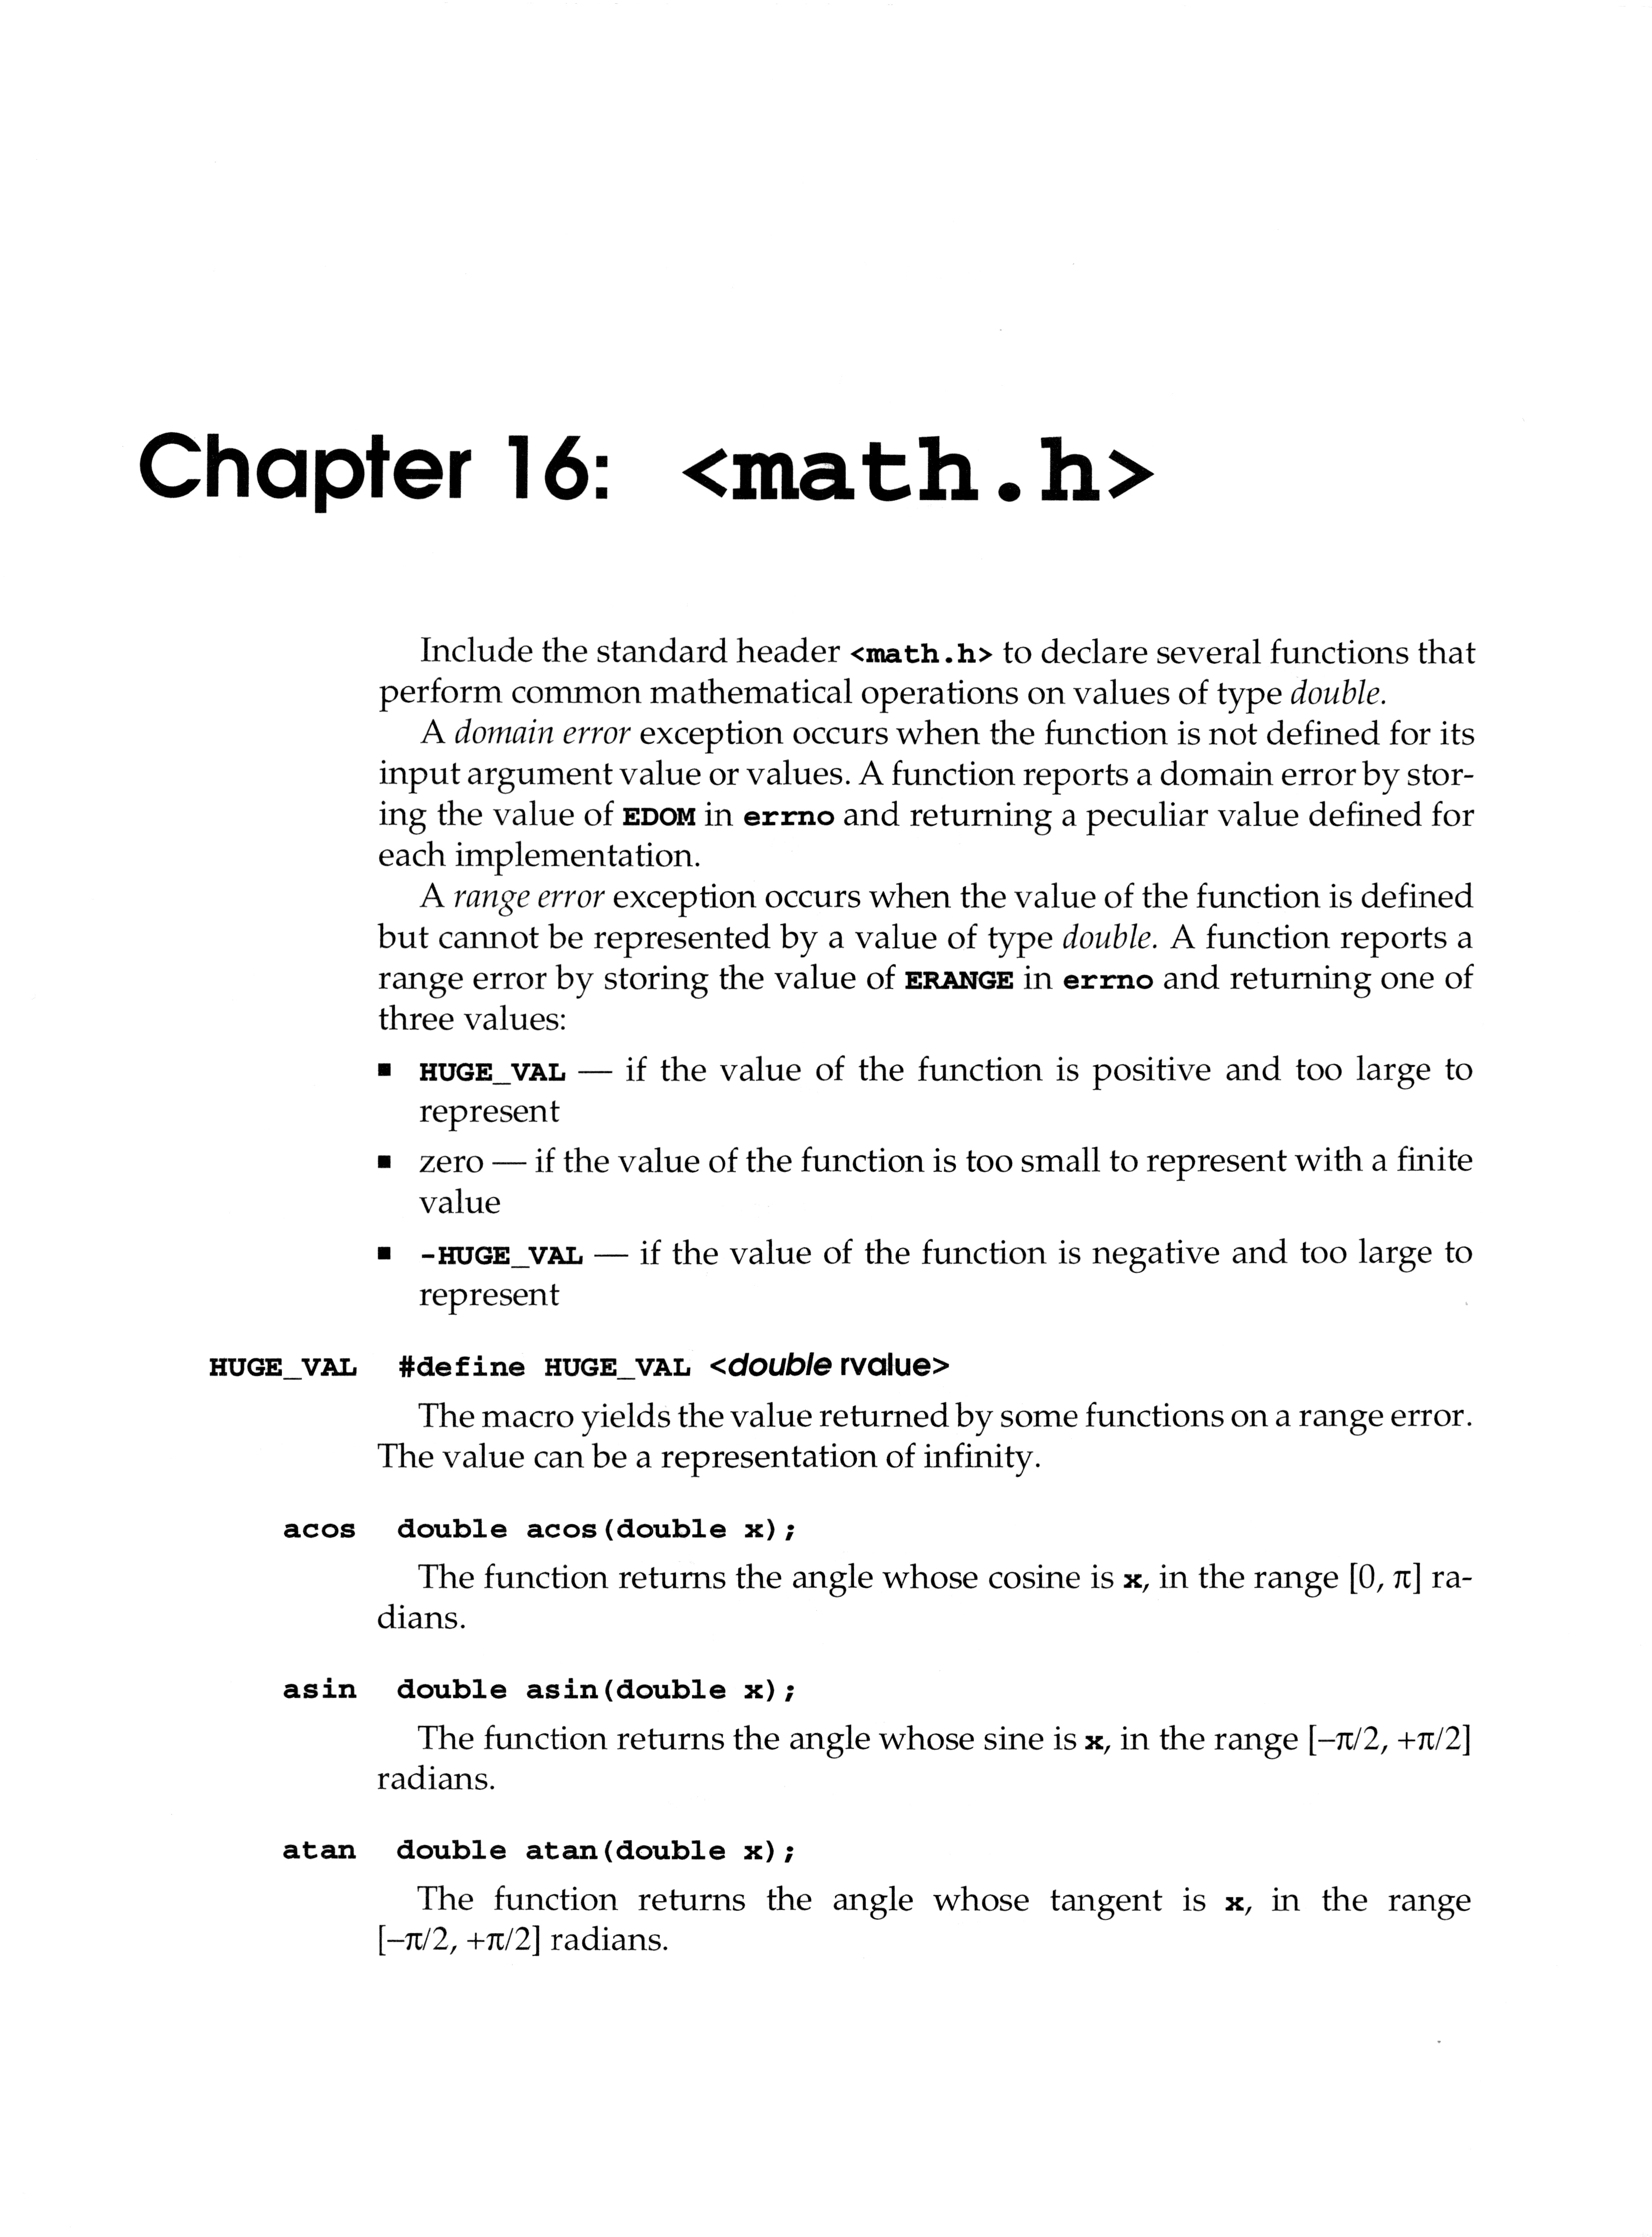 Chapter 16: <math.h>
Include the standard header <math.h> to declare several functions that
perform common mathematical operations on values of type double.
A domain error exception occurs when the function is not defined for its
input argument value or values. A function reports a domain error by stor-
ing the value of EDOM in errno and returning a peculiar value defined for
each implementation.
A range error exception occurs when the value of the function is defined
but cannot be represented by a value of type double. A function reports a
range error by storing the value of ERANGE in errno and returning one of
three values:
■ HUGE_VAL — if the value of the function is positive and too large to
represent
■ zero — if the value of the function is too small to represent with a finite
value
■ -HUGE_VAL — if the value of the function is negative and too large to
represent
HUGE_VAL #define HUGE_VAL <double rvalue>
The macro yields the value returned by some functions on a range error.
The value can be a representation of infinity.
acos double acos(double x);
The function returns the angle whose cosine is x, in the range [0, π] ra-
dians.
asin double asin(double x);
The function returns the angle whose sine is x, in the range [–π/2, +π/2]
radians.
atan double atan(double x);
The function returns the angle whose tangent is x, in the range
[–π/2, +π/2] radians.